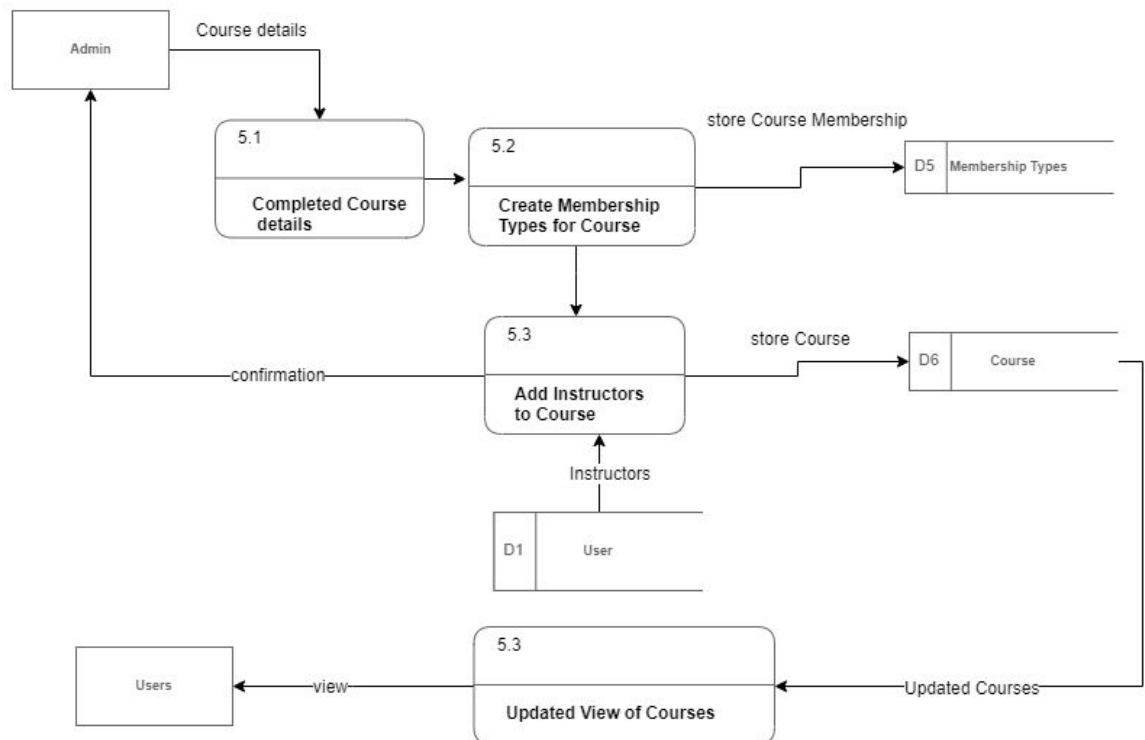 Course details
Admin
5.1
Completed Course
details
5.2
Create Membership
Types for Course
store Course Membership
D5 Membership Types
5.3
Add Instructors
to Course
confirmation
store Course
D6 Course
Instructors
D1 User
5.3
Updated View of Courses
Updated Courses
view
Users